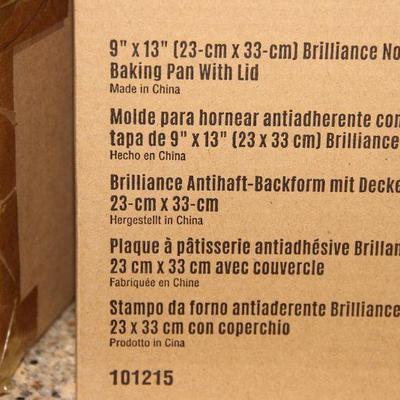 9" x 13" (23-cm x 33-cm) Brilliance
Baking Pan With Lid
Made in China
Molde para hornear antiadherente con
tapa de 9" x 13" (23 x 33 cm) Brilliance
Hecho en China
Brilliance Antihaft-Backform mit
23-cm x 33-cm
Hergestellt in China
Plaque à pâtisserie antiadhésive
23 cm x 33 cm avec couvercle
Fabriquée en Chine
Stampo da forno antiaderente Brilliance
23 x 33 cm con coperchio
Prodotto in Cina
101215